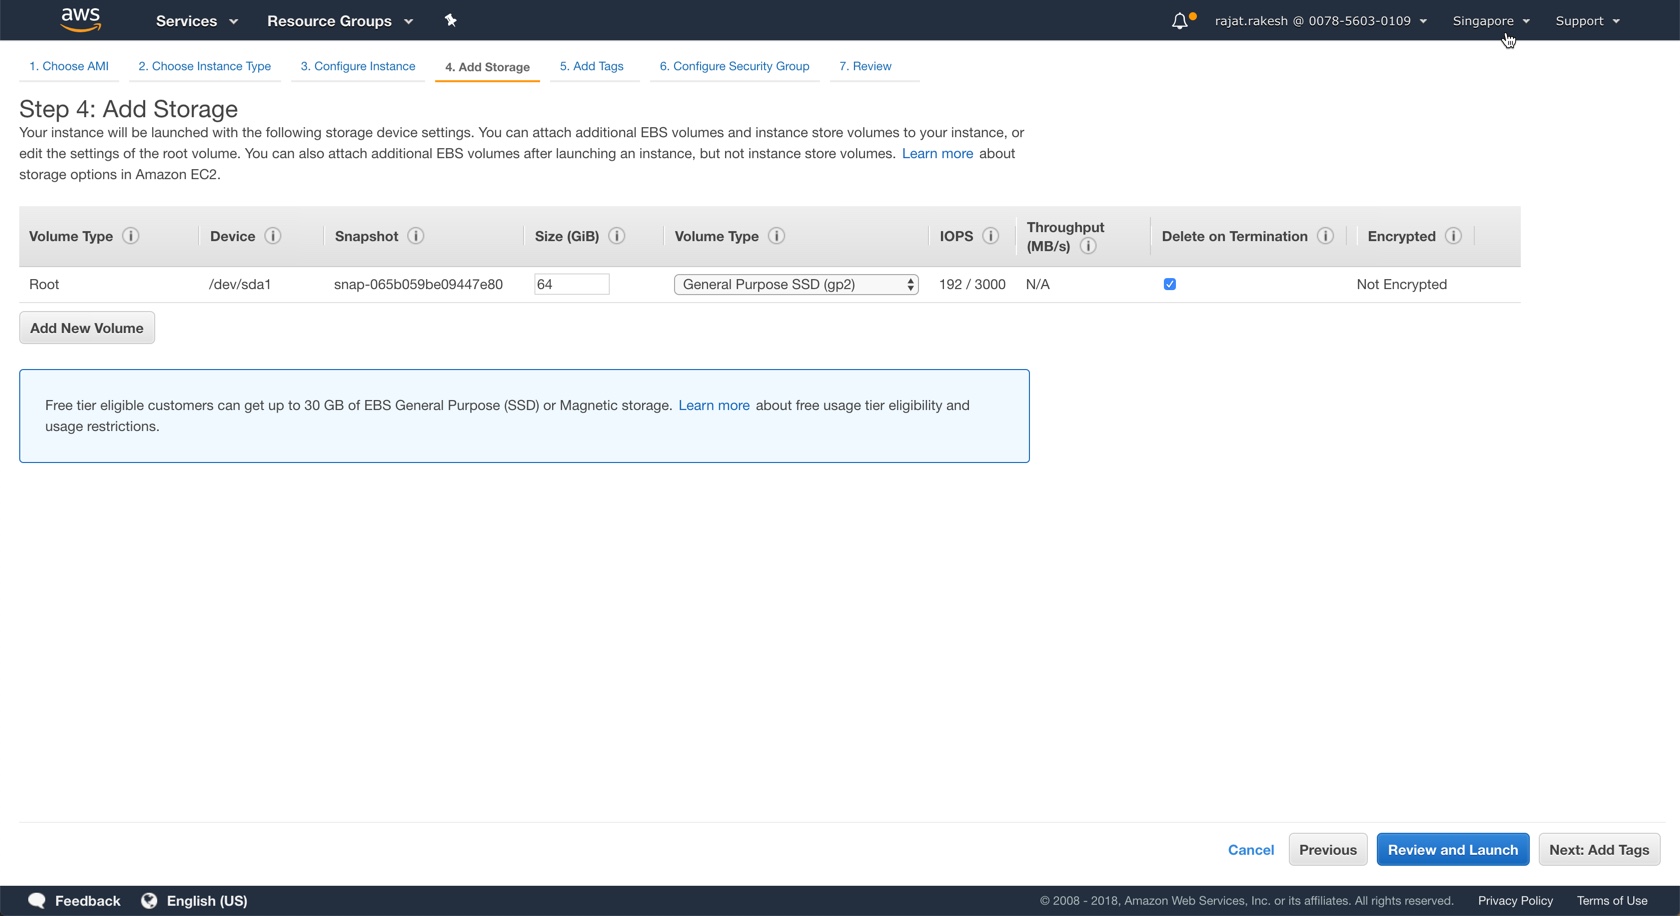 aws Services Resource Groups rajat.rakesh @ 0078-5603-0109 Singapore Support
1. Choose AMI 2. Choose Instance Type 3. Configure Instance 4. Add Storage 5. Add Tags 6. Configure Security Group 7. Review
Step 4: Add Storage
Your instance will be launched with the following storage device settings. You can attach additional EBS volumes and instance store volumes to your instance, or
edit the settings of the root volume. You can also attach additional EBS volumes after launching an instance, but not instance store volumes. Learn more about
storage options in Amazon EC2.
Volume Type i Device i Snapshot i Size (GiB) i Volume Type i IOPS i Throughput (MB/s) i Delete on Termination i Encrypted i
Root /dev/sda1 snap-065b059be09447e80 64 General Purpose SSD (gp2) 192 / 3000 N/A Not Encrypted
Add New Volume
Free tier eligible customers can get up to 30 GB of EBS General Purpose (SSD) or Magnetic storage. Learn more about free usage tier eligibility and
usage restrictions.
Cancel Previous Review and Launch Next: Add Tags
Feedback English (US) © 2008 - 2018, Amazon Web Services, Inc. or its affiliates. All rights reserved. Privacy Policy Terms of Use